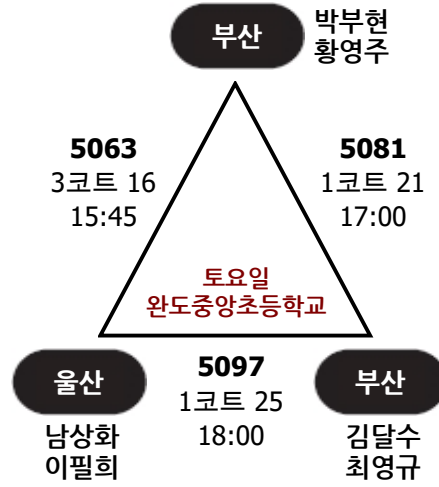 부산
박부현
황영주
5063
3코트 16
15:45
5081
1코트 21
17:00
토요일
완도중앙초등학교
울산
남상화
이필희
5097
1코트 25
18:00
부산
김달수
최영규